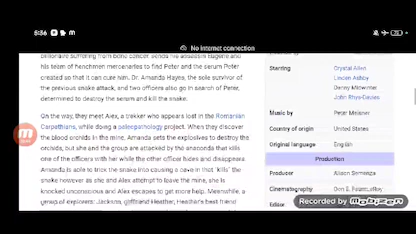 5:36
No internet connection
billionaire suffering from bone cancer, sends his assassin Eugene and
his team of henchmen mercenaries to find Peter and the serum Peter
created so that it can cure him. Dr. Amanda Hayes, the sole survivor of
the previous snake attack, and two officers also go in search of Peter,
determined to destroy the serum and kill the snake.
On the way, they meet Alex, a trekker who appears lost in the Romanian
Carpathians, while doing a paleopathology project. When they discover
the blood orchids in the mine, Amanda sets the explosives to destroy the
orchids, but she and the group are attacked by the anaconda that kills
one of the officers with her while the other officer hides and disappears.
Amanda is able to trick the snake into causing a cave-in that "kills" the
snake however as she and Alex attempt to leave the mine, she is
knocked unconscious and Alex escapes to get more help. Meanwhile, a
group of explorers: Jackson, girlfriend Heather, Heather's best friend
Starring
Crystal Allen
Linden Ashby
Danny Midwinter
John Rhys-Davies
Music by
Peter Meisner
Country of origin
United States
Original language
English
Production
Producer
Alison Semenza
Cinematography
Don E. FauntLeRoy
Editor
Recorded by mobizen